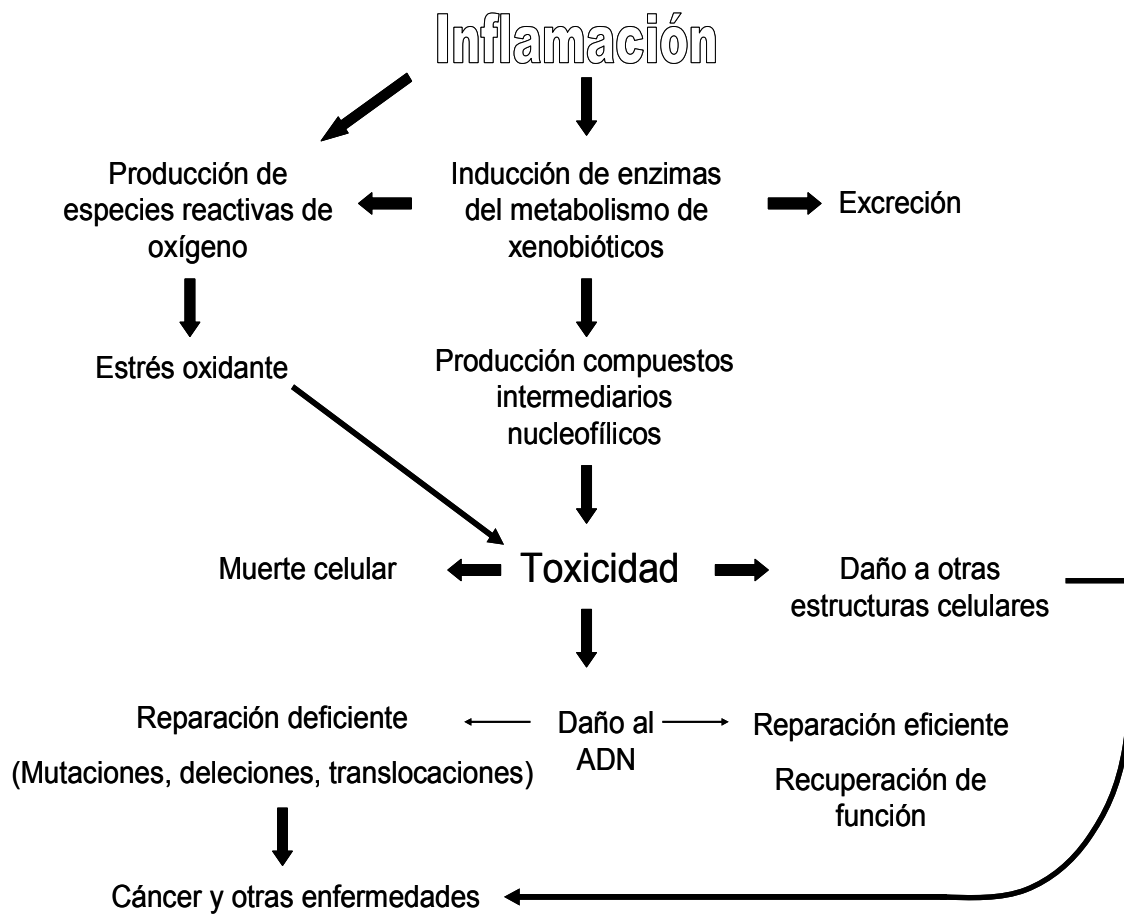 Inflamación
Producción de
especies reactivas de
oxígeno
Inducción de enzimas
del metabolismo de
xenobióticos
Excreción
Estrés oxidante
Producción compuestos
intermediarios
nucleofílicos
Muerte celular
Toxicidad
Daño a otras
estructuras celulares
Reparación deficiente
(Mutaciones, deleciones, translocaciones)
Daño al
ADN
Reparación eficiente
Recuperación de
función
Cáncer y otras enfermedades